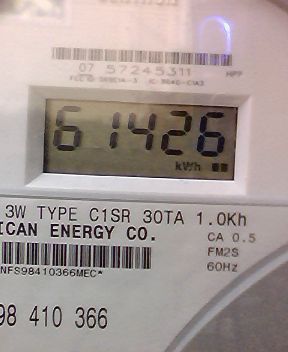 07 57245311 HPP
61426
kWh
3W TYPE C1SR 30TA 1.0Kh
ICAN ENERGY CO.
CA 0.5
FM2S
60Hz
NFS98410366MEC*
98 410 366